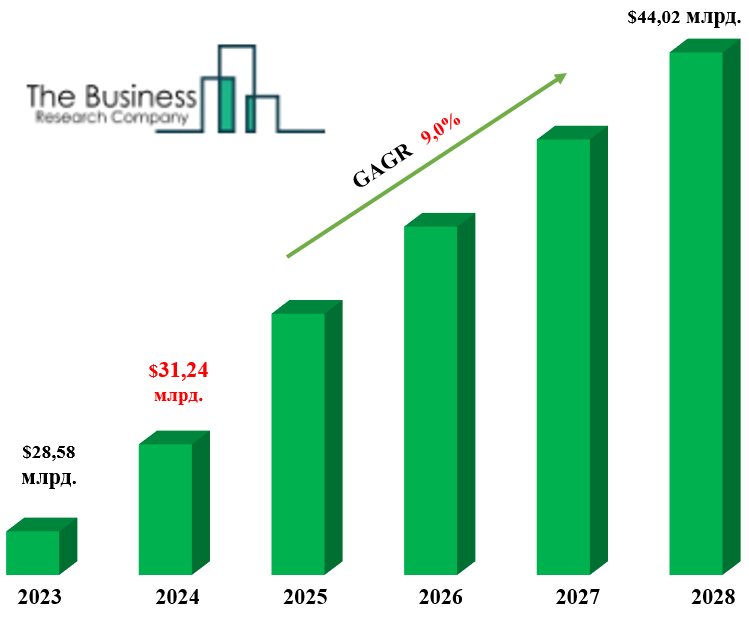 $44,02 млрд.
The Business
Research Company
GAGR 9,0%
$31,24
млрд.
$28,58
млрд.
2023 2024 2025 2026 2027 2028